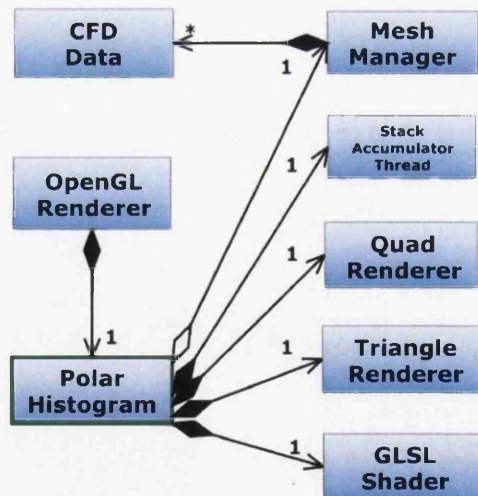 CFD
Data
*
1
Mesh
Manager
Stack
Accumulator
Thread
1
OpenGL
Renderer
Quad
Renderer
1
1
Polar
Histogram
1
Triangle
Renderer
1
GLSL
Shader